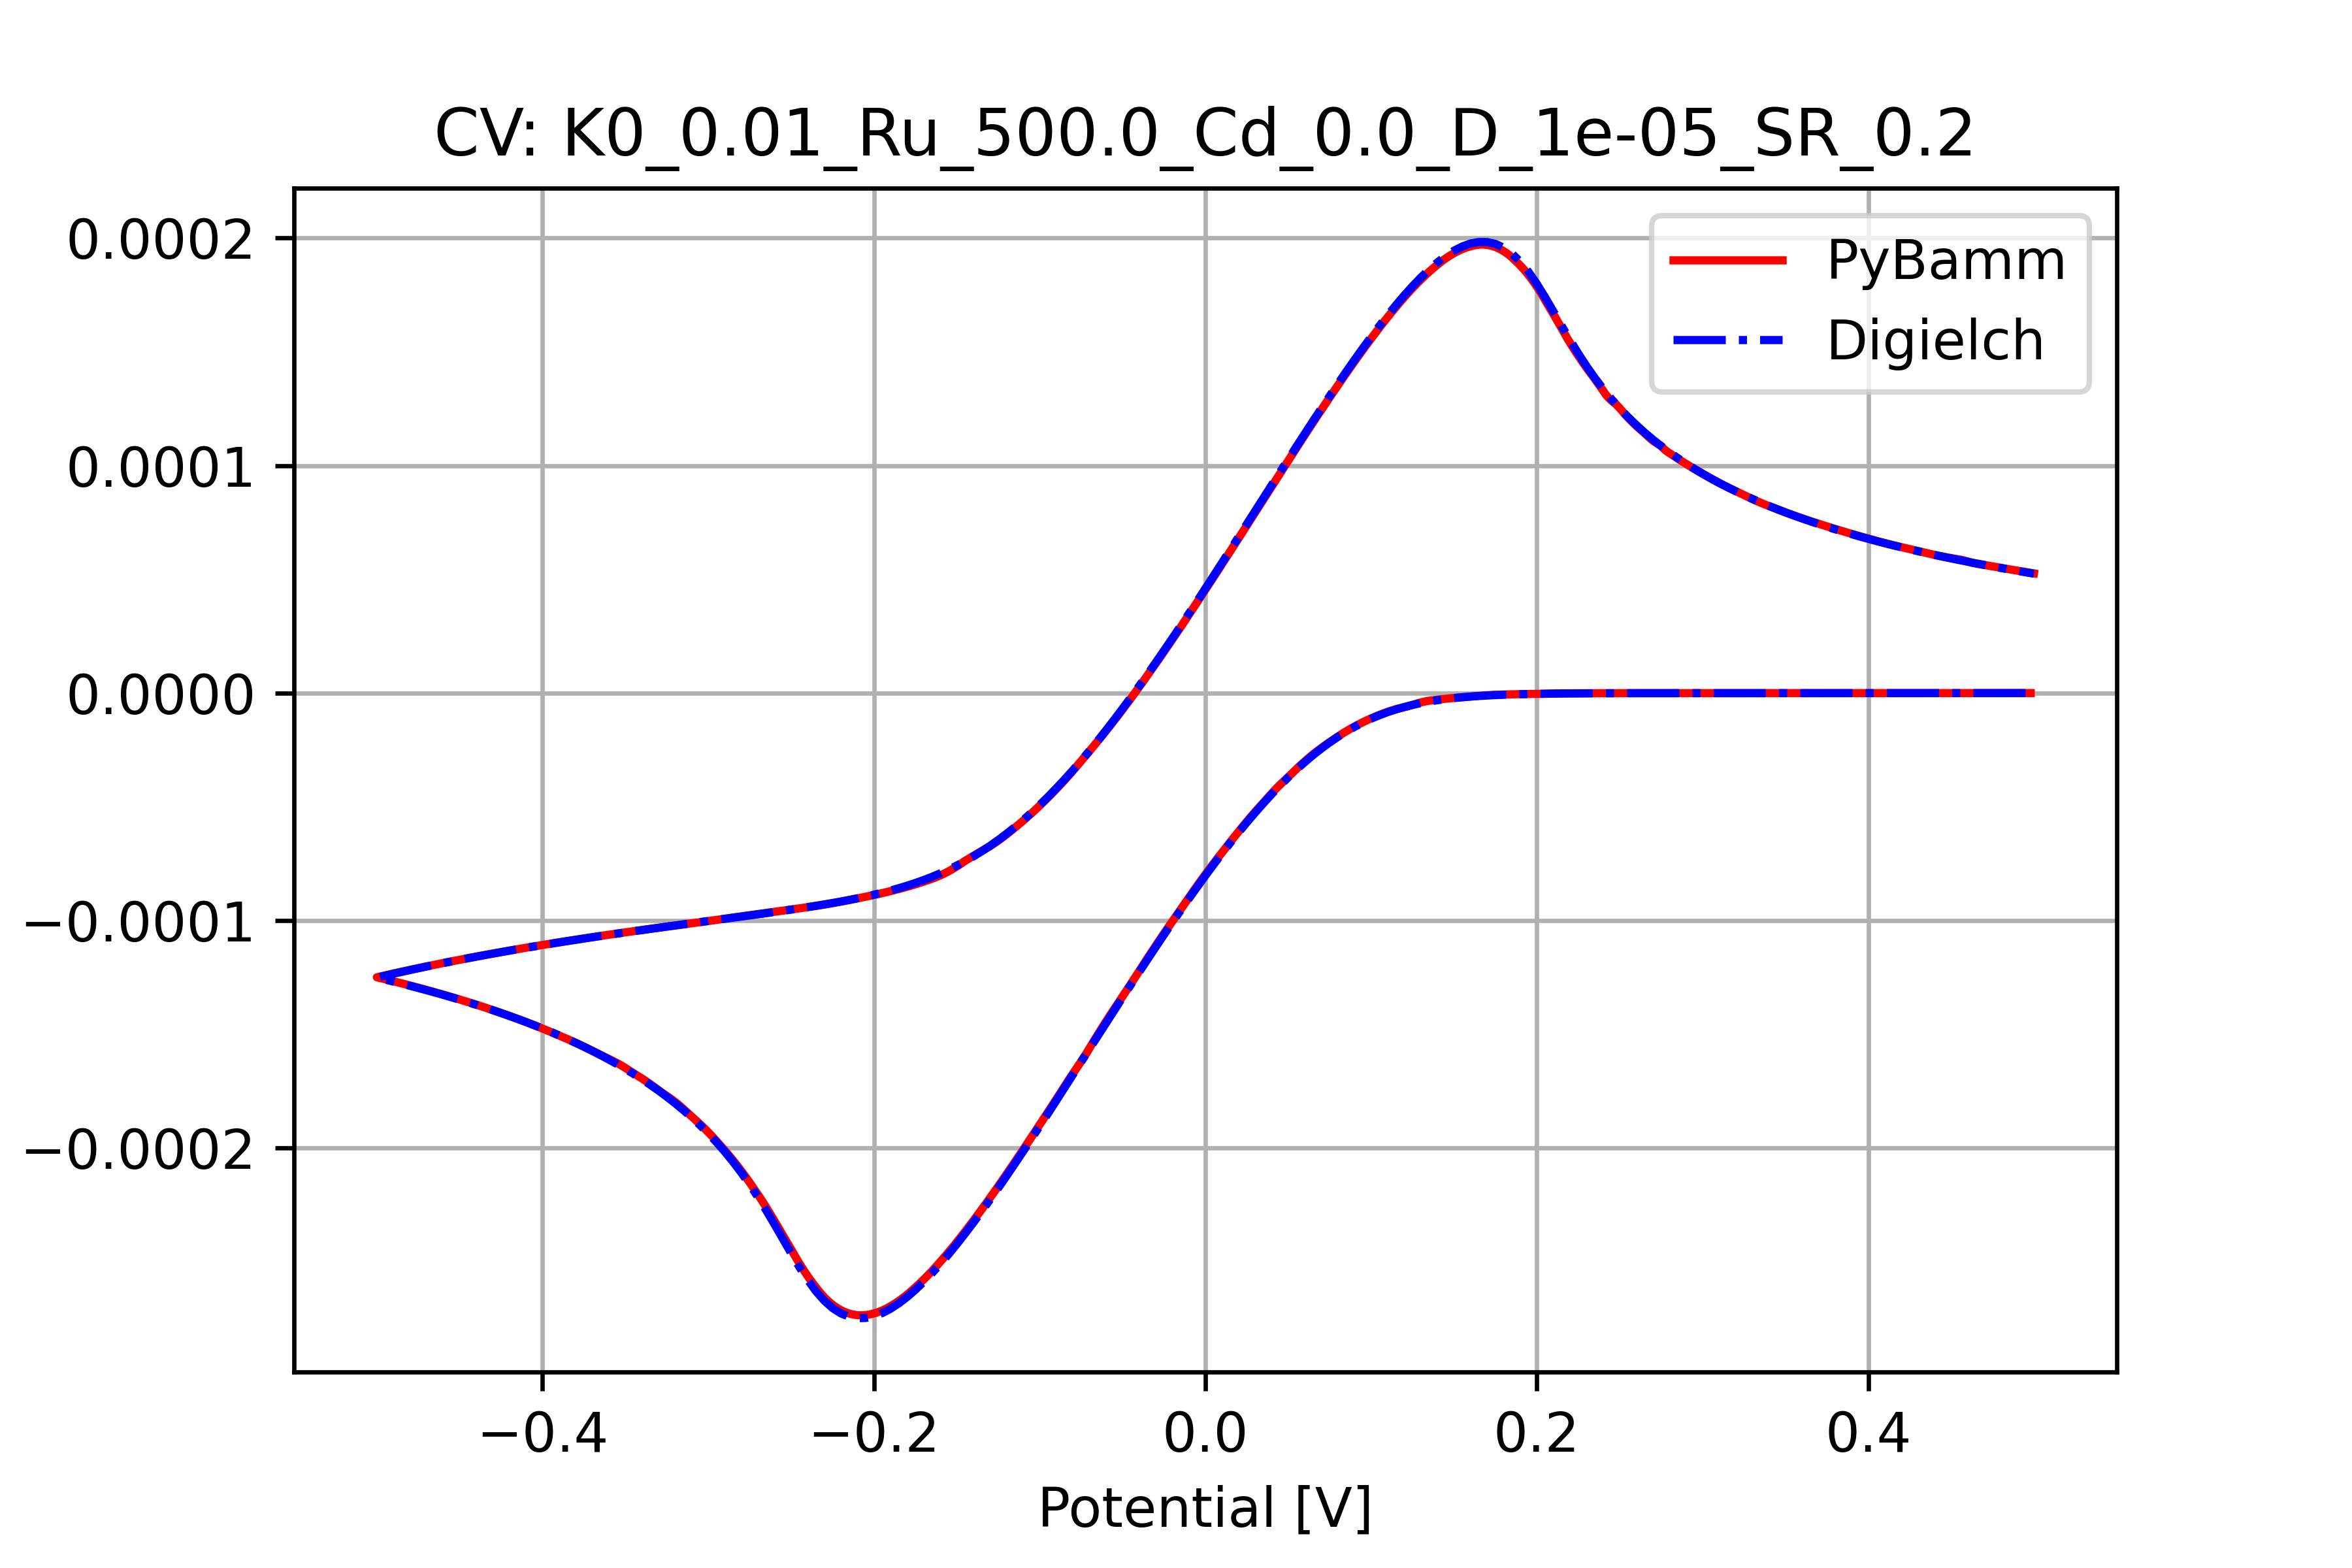 CV: K0_0.01_Ru_500.0_Cd_0.0_D_1e-05_SR_0.2
0.0002
0.0001
0.0000
−0.0001
−0.0002
PyBamm
Digielch
−0.4 −0.2 0.0 0.2 0.4
Potential [V]